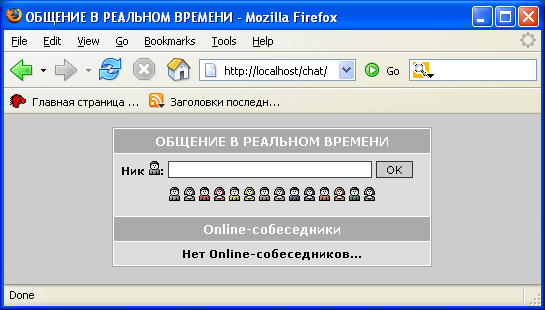 ОБЩЕНИЕ В РЕАЛЬНОМ ВРЕМЕНИ - Mozilla Firefox
File Edit View Go Bookmarks Tools Help
http://localhost/chat/ Go
Главная страница ... Заголовки последн...
ОБЩЕНИЕ В РЕАЛЬНОМ ВРЕМЕНИ
Ник : OK
Online-собеседники
Нет Online-собеседников...
Done